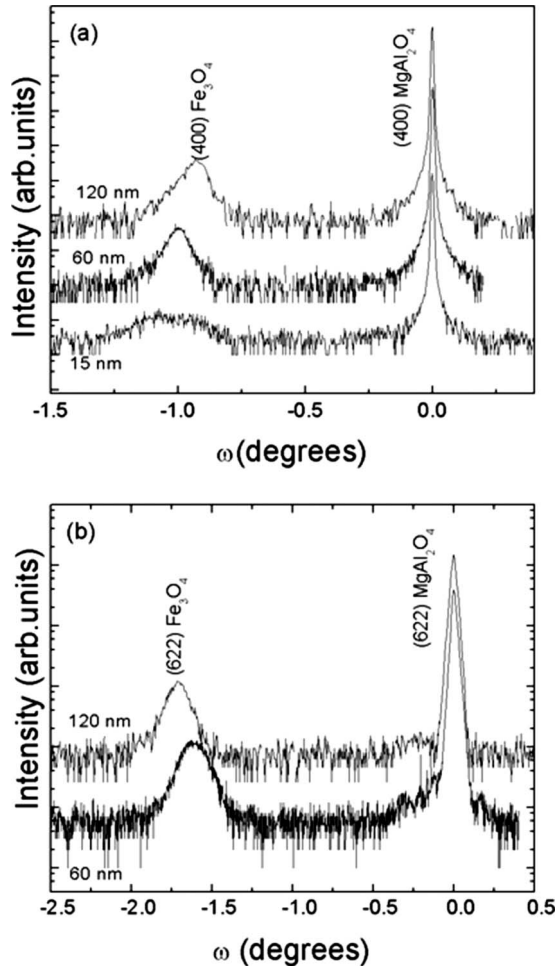 (a)
Intensity (arb.units)
(400) Fe₃O₄
(400) MgAl₂O₄
120 nm
60 nm
15 nm
-1.5 -1.0 -0.5 0.0
ω(degrees)
(b)
Intensity (arb.units)
(622) Fe₃O₄
(622) MgAl₂O₄
120 nm
60 nm
-2.5 -2.0 -1.5 -1.0 -0.5 0.0 0.5
ω (degrees)